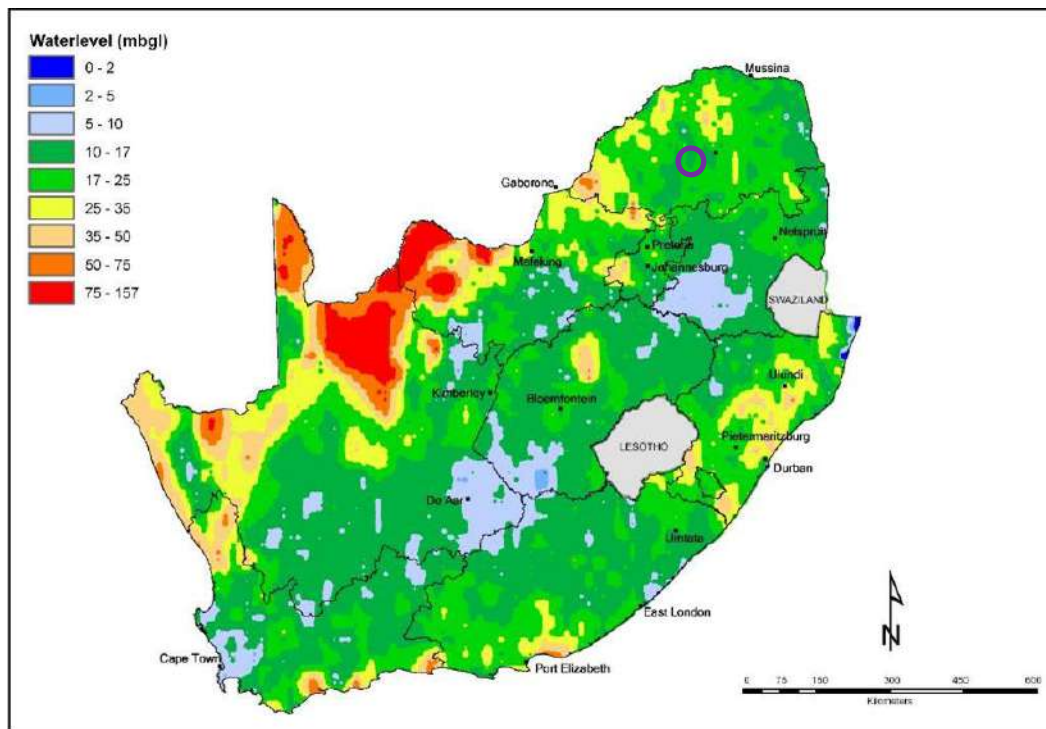 Waterlevel (mbgl)
0 - 2
2 - 5
5 - 10
10 - 17
17 - 25
25 - 35
35 - 50
50 - 75
75 - 157
Mussina
Gaborone
Nelspruit
Pretoria
Mafekeng
Johannesburg
SWAZILAND
Ulundi
Kimberley
Bloemfontein
Pietermaritzburg
LESOTHO
Durban
De Aar
Umtata
East London
Cape Town
Port Elizabeth
N
0 75 150 300 450 600
Kilometers